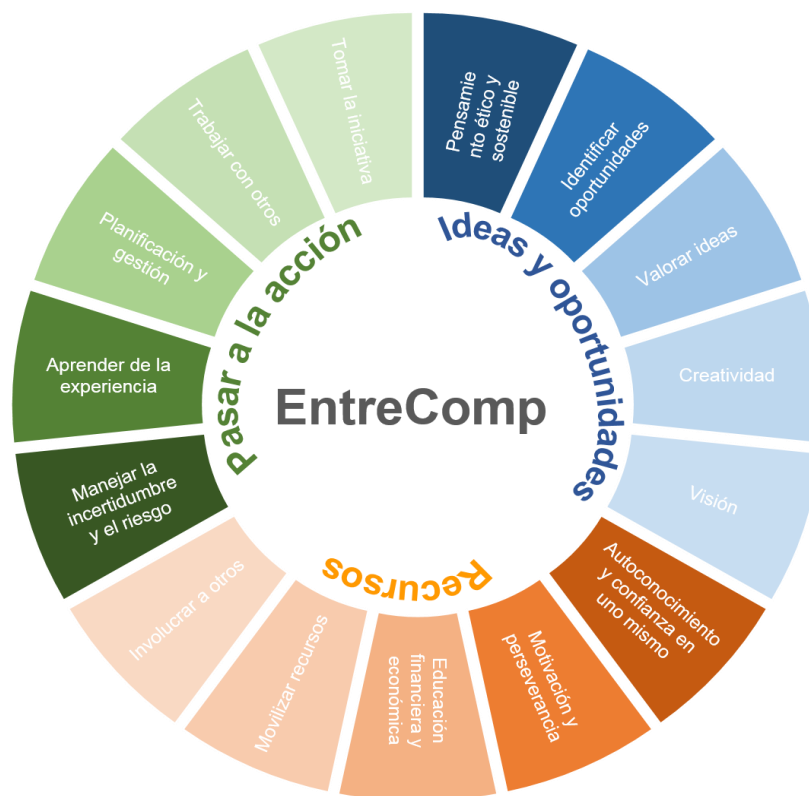 EntreComp
Ideas y oportunidades
Pensamie
nto ético y
sostenible
Identificar
oportunidades
Valorar ideas
Creatividad
Visión
Recursos
Autoconocimiento
y confianza en
uno mismo
Motivación y
perseverancia
Educación
financiera y
económica
Movilizar recursos
Involucrar a otros
Pasar a la acción
Manejar la
incertidumbre
y el riesgo
Aprender de la
experiencia
Planificación y
gestión
Trabajar con otros
Tomar la iniciativa